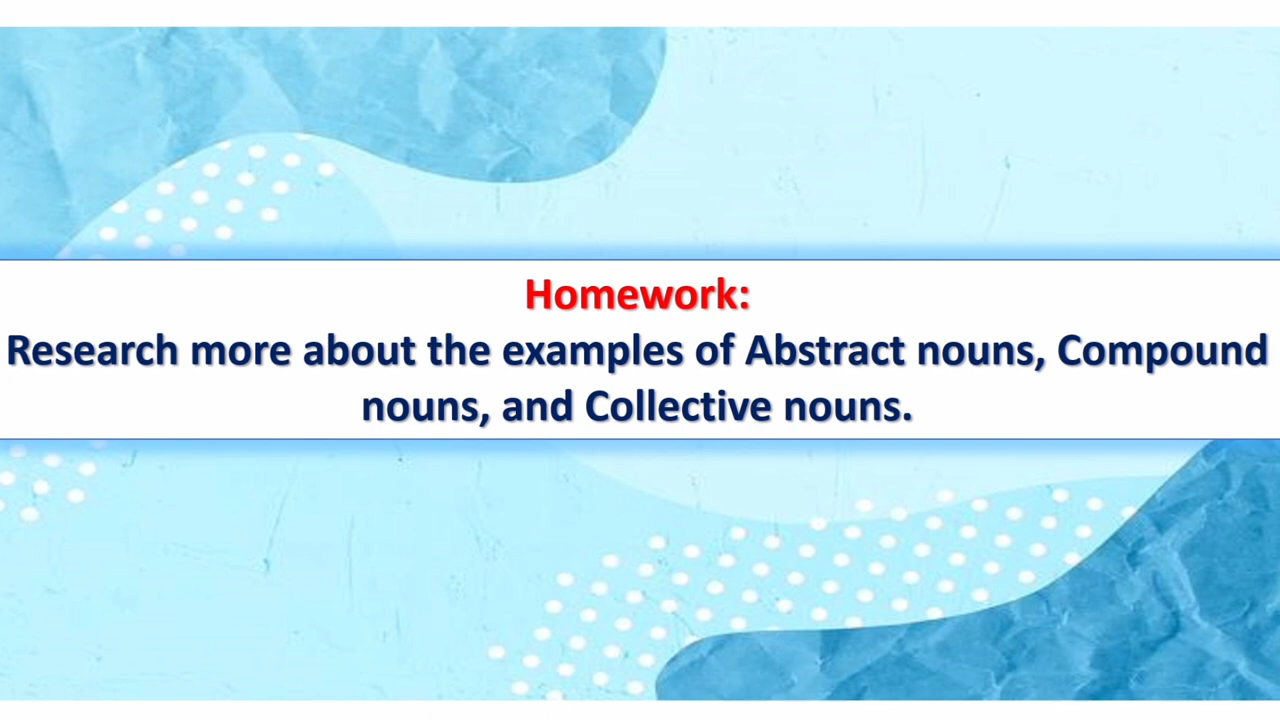 Homework:
Research more about the examples of Abstract nouns, Compound
nouns, and Collective nouns.